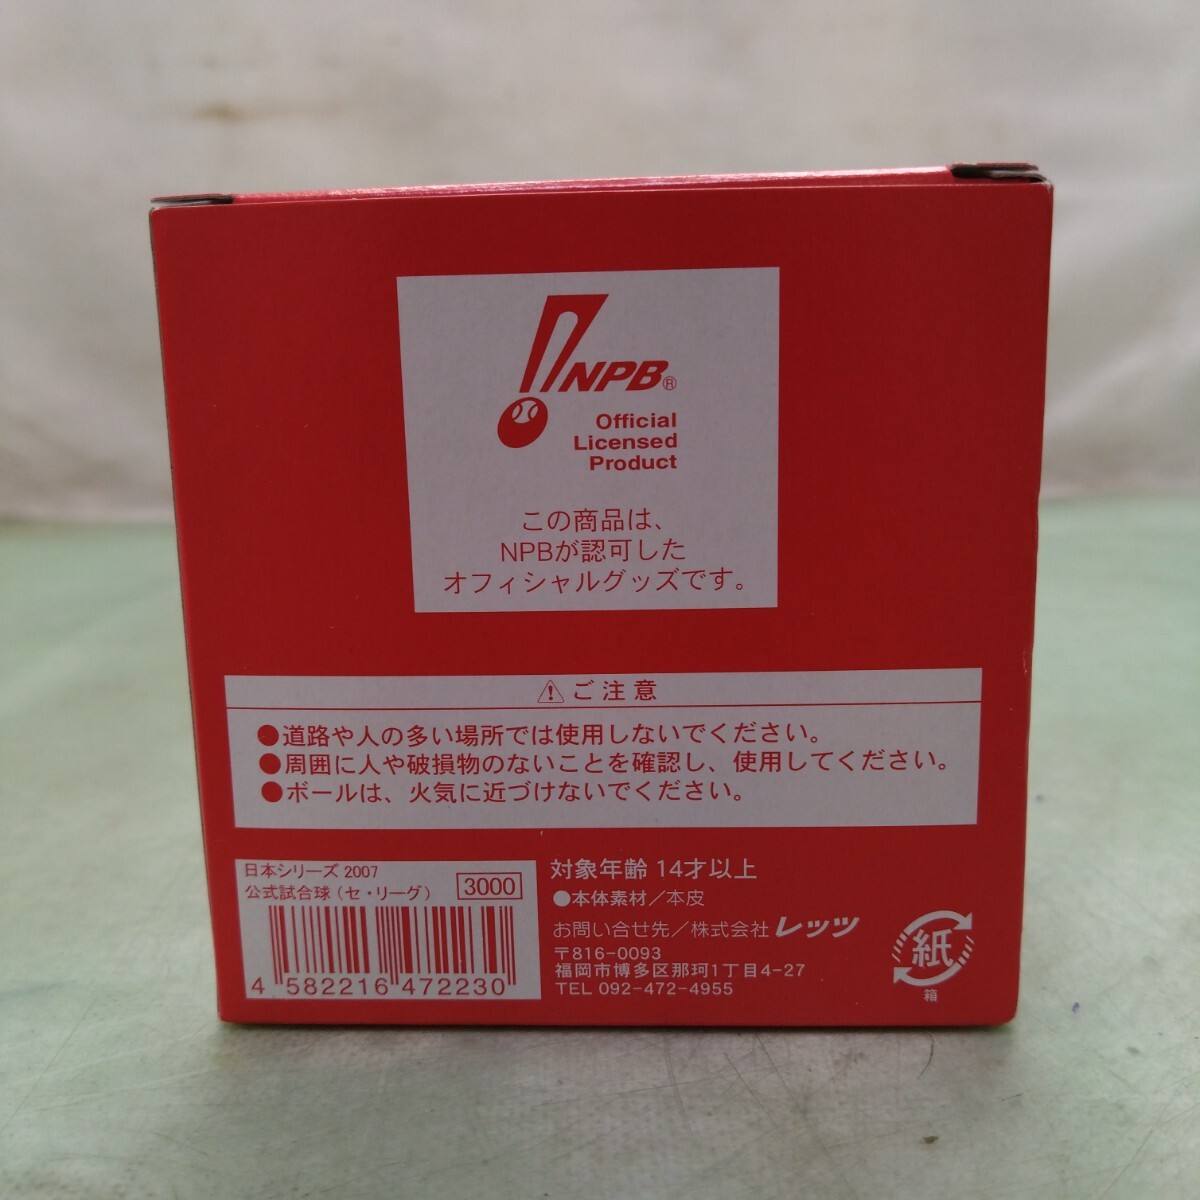 NPB®
Official
Licensed
Product
この商品は、
NPBが認可した
オフィシャルグッズです。
ご注意
●道路や人の多い場所では使用しないでください。
●周囲に人や破損物のないことを確認し、使用してください。
●ボールは、火気に近づけないでください。
日本シリーズ 2007
公式試合球(セ・リーグ) 3000
4 582216 472230
対象年齢 14才以上
●本体素材/本皮
お問い合せ先/株式会社 レッツ
〒816-0093
福岡市博多区那珂1丁目4-27
TEL 092-472-4955
紙
箱